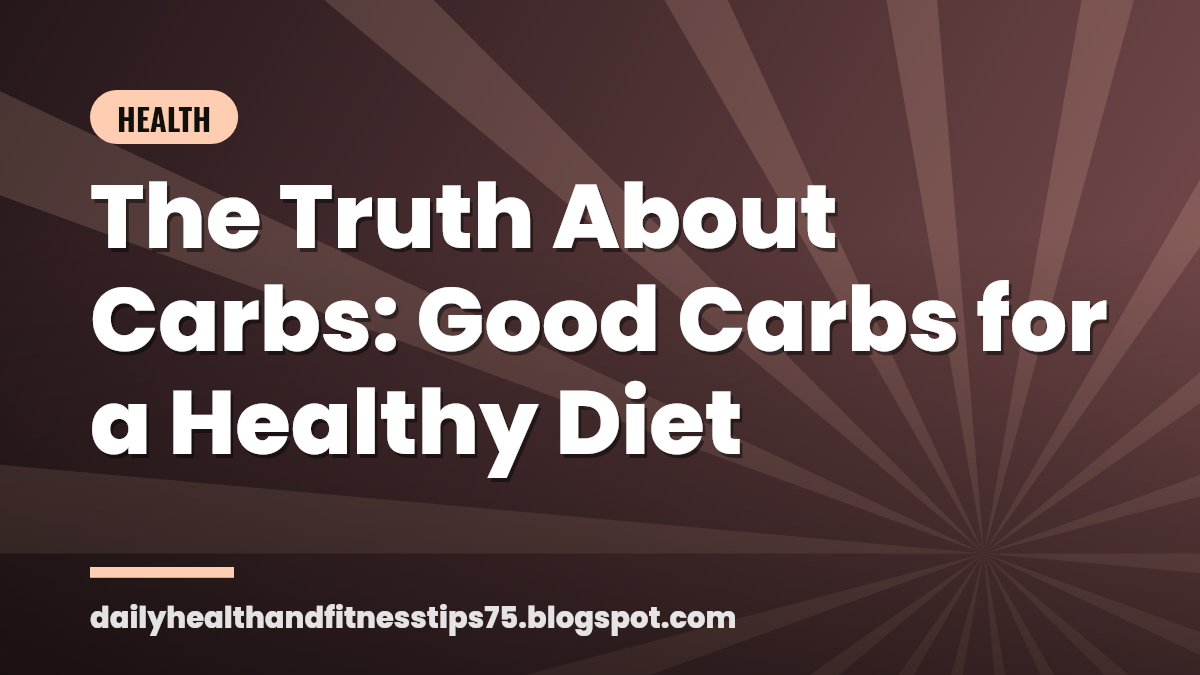 HEALTH
The Truth About
Carbs: Good Carbs for
a Healthy Diet
dailyhealthandfitnesstips75.blogspot.com